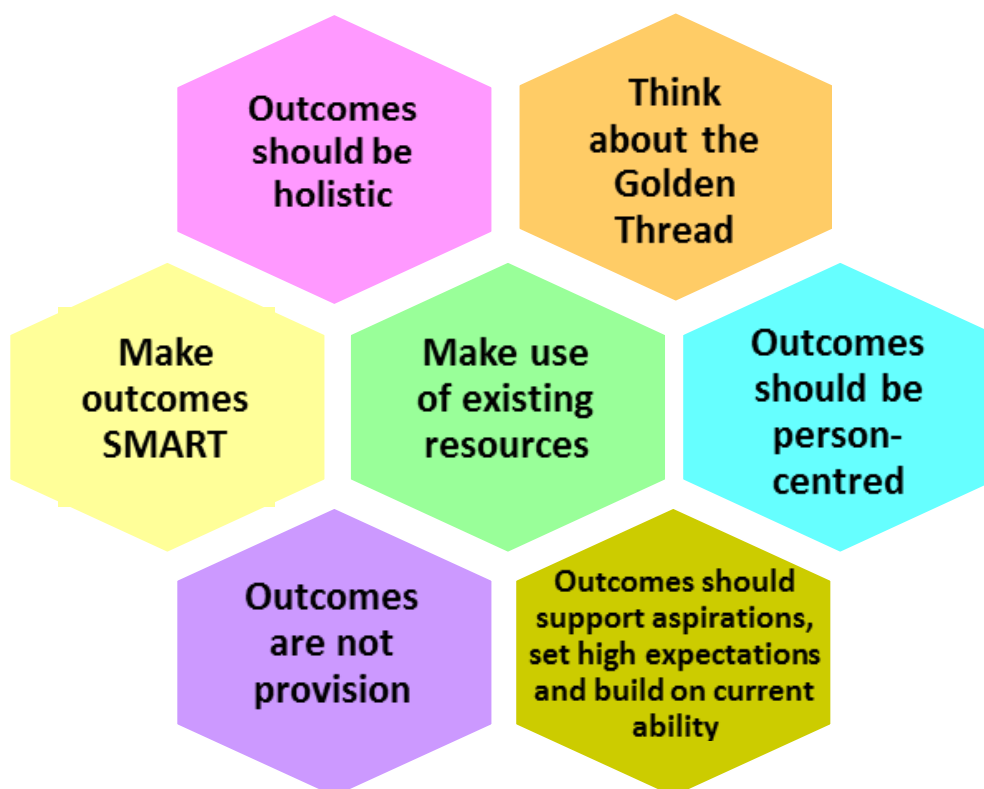 Outcomes
should be
holistic
Think
about the
Golden
Thread
Make
outcomes
SMART
Make use
of existing
resources
Outcomes
should be
person-
centred
Outcomes
are not
provision
Outcomes should
support aspirations,
set high expectations
and build on current
ability